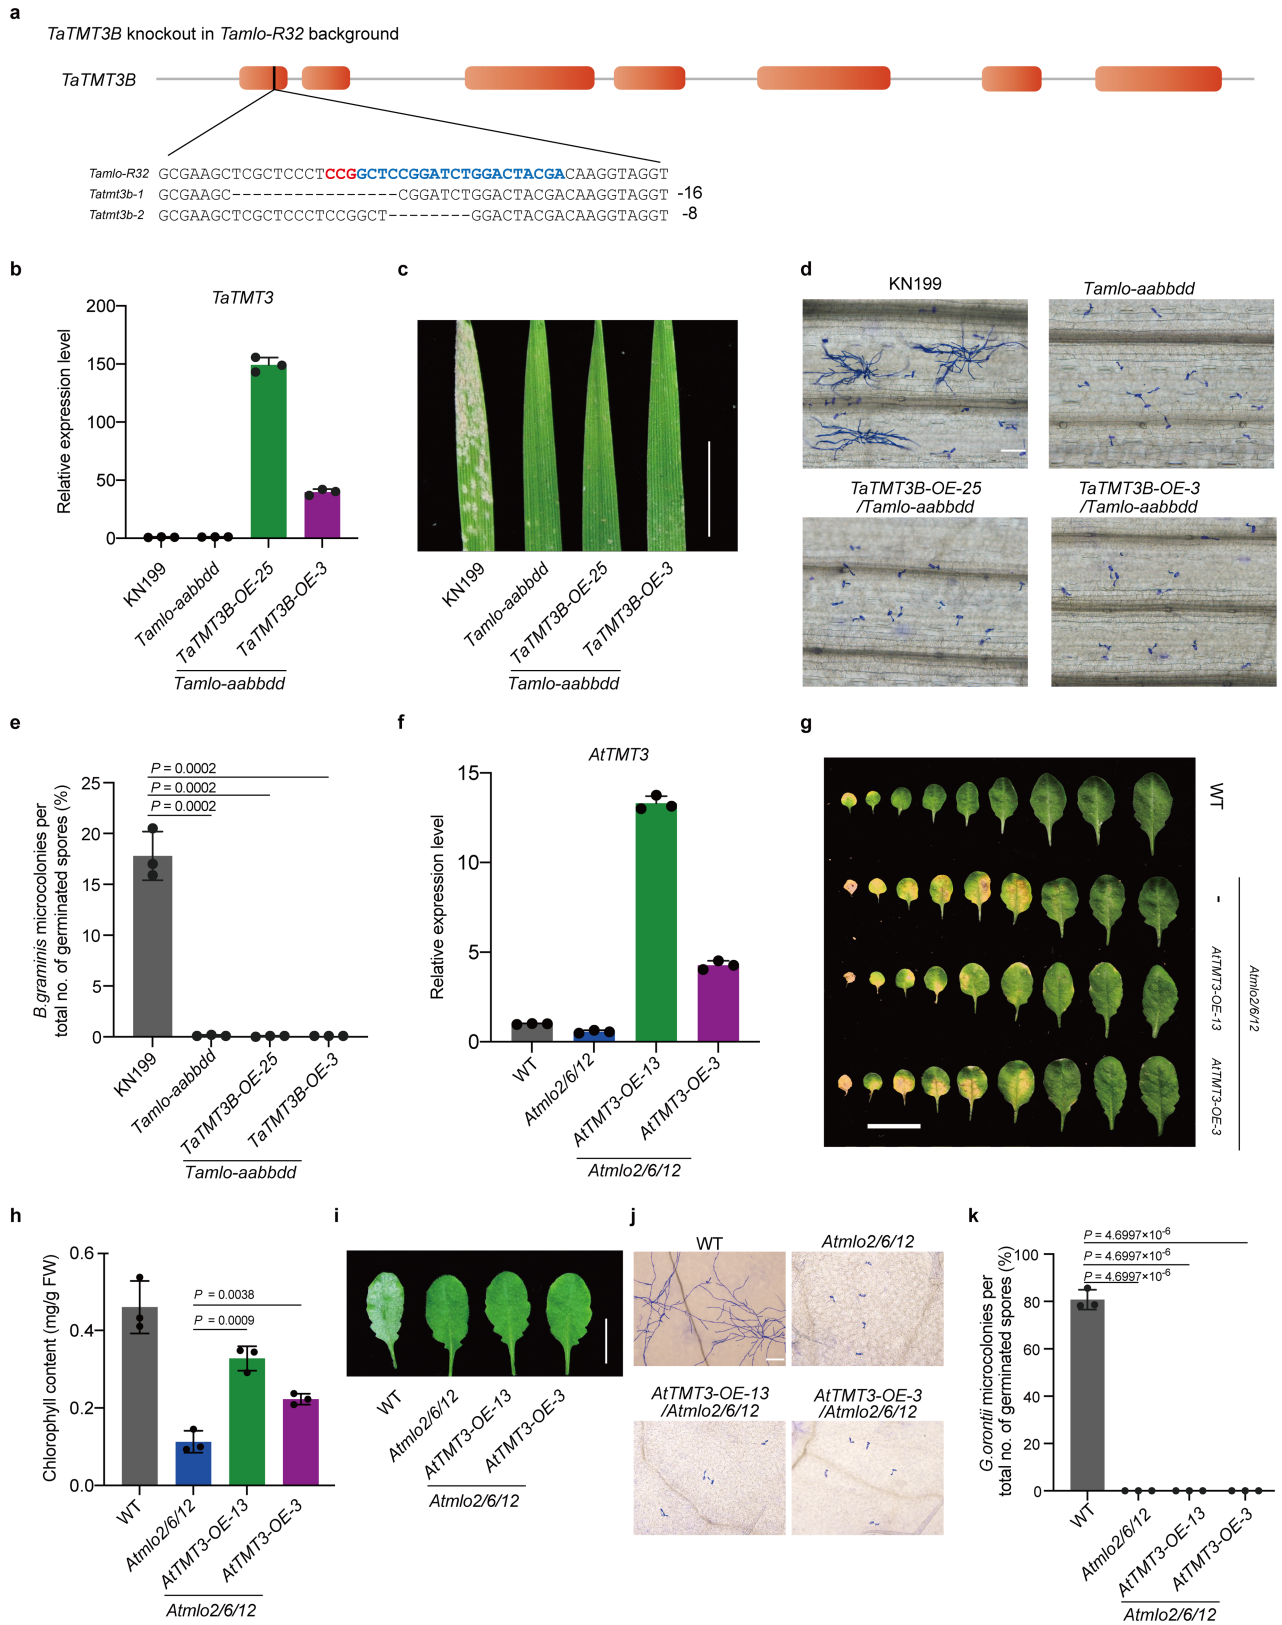 a
TaTMT3B knockout in Tamlo-R32 background
TaTMT3B
Tamlo-R32 GCGAAGCTCGCTCCCTCCGGCTCCGGATCTGGACTACGACAAGGTAGGT
Tatmt3b-1 GCGAAGC----------------CGGATCTGGACTACGACAAGGTAGGT -16
Tatmt3b-2 GCGAAGCTCGCTCCCTCCGGCT--------GGACTACGACAAGGTAGGT -8
b
TaTMT3
Relative expression level
200
150
100
50
0
KN199
Tamlo-aabbdd
TaTMT3B-OE-25
TaTMT3B-OE-3
Tamlo-aabbdd
c
KN199
Tamlo-aabbdd
TaTMT3B-OE-25
TaTMT3B-OE-3
Tamlo-aabbdd
d
KN199
Tamlo-aabbdd
TaTMT3B-OE-25
/Tamlo-aabbdd
TaTMT3B-OE-3
/Tamlo-aabbdd
e
B.graminis microcolonies per
total no. of germinated spores (%)
P = 0.0002
P = 0.0002
P = 0.0002
25
20
15
10
5
0
KN199
Tamlo-aabbdd
TaTMT3B-OE-25
TaTMT3B-OE-3
Tamlo-aabbdd
f
AtTMT3
Relative expression level
15
10
5
0
WT
Atmlo2/6/12
AtTMT3-OE-13
AtTMT3-OE-3
Atmlo2/6/12
g
WT
-
AtTMT3-OE-13
AtTMT3-OE-3
Atmlo2/6/12
h
Chlorophyll content (mg/g FW)
0.6
0.4
0.2
0.0
P = 0.0038
P = 0.0009
WT
Atmlo2/6/12
AtTMT3-OE-13
AtTMT3-OE-3
Atmlo2/6/12
i
WT
Atmlo2/6/12
AtTMT3-OE-13
AtTMT3-OE-3
Atmlo2/6/12
j
WT
Atmlo2/6/12
AtTMT3-OE-13
/Atmlo2/6/12
AtTMT3-OE-3
/Atmlo2/6/12
k
G.orontii microcolonies per
total no. of germinated spores (%)
P = 4.6997×10-6
P = 4.6997×10-6
P = 4.6997×10-6
100
80
60
40
20
0
WT
Atmlo2/6/12
AtTMT3-OE-13
AtTMT3-OE-3
Atmlo2/6/12